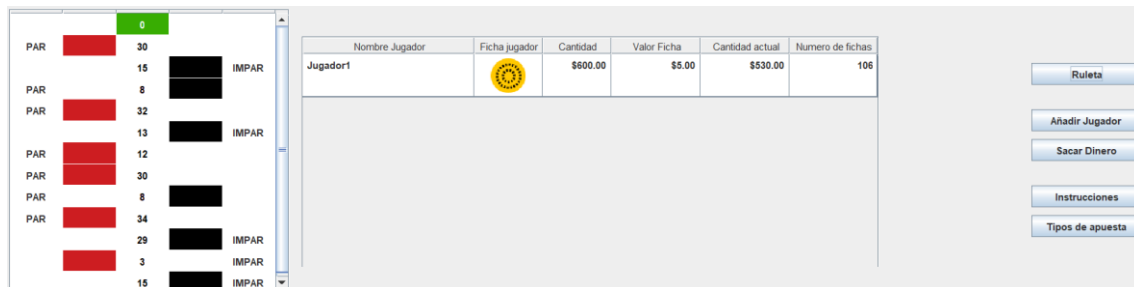 0
PAR 30
15 IMPAR
PAR 8
PAR 32
13 IMPAR
PAR 12
PAR 30
PAR 8
PAR 34
29 IMPAR
3 IMPAR
15 IMPAR
Nombre Jugador Ficha jugador Cantidad Valor Ficha Cantidad actual Numero de fichas
Jugador1 $600.00 $5.00 $530.00 106
Ruleta
Añadir Jugador
Sacar Dinero
Instrucciones
Tipos de apuesta